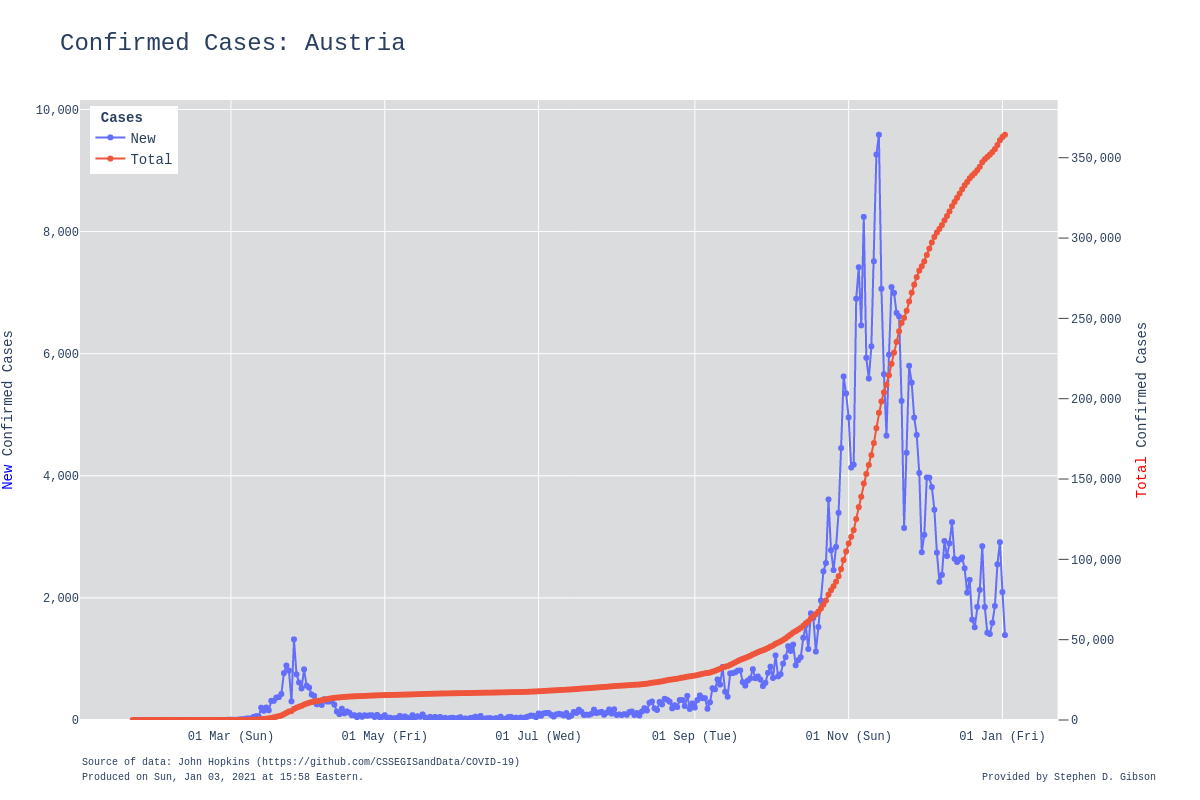 Confirmed Cases: Austria
Cases
New
Total
10,000
8,000
6,000
4,000
2,000
0
350,000
300,000
250,000
200,000
150,000
100,000
50,000
0
New Confirmed Cases
Total Confirmed Cases
01 Mar (Sun)
01 May (Fri)
01 Jul (Wed)
01 Sep (Tue)
01 Nov (Sun)
01 Jan (Fri)
Source of data: John Hopkins (https://github.com/CSSEGISandData/COVID-19)
Produced on Sun, Jan 03, 2021 at 15:58 Eastern.
Provided by Stephen D. Gibson